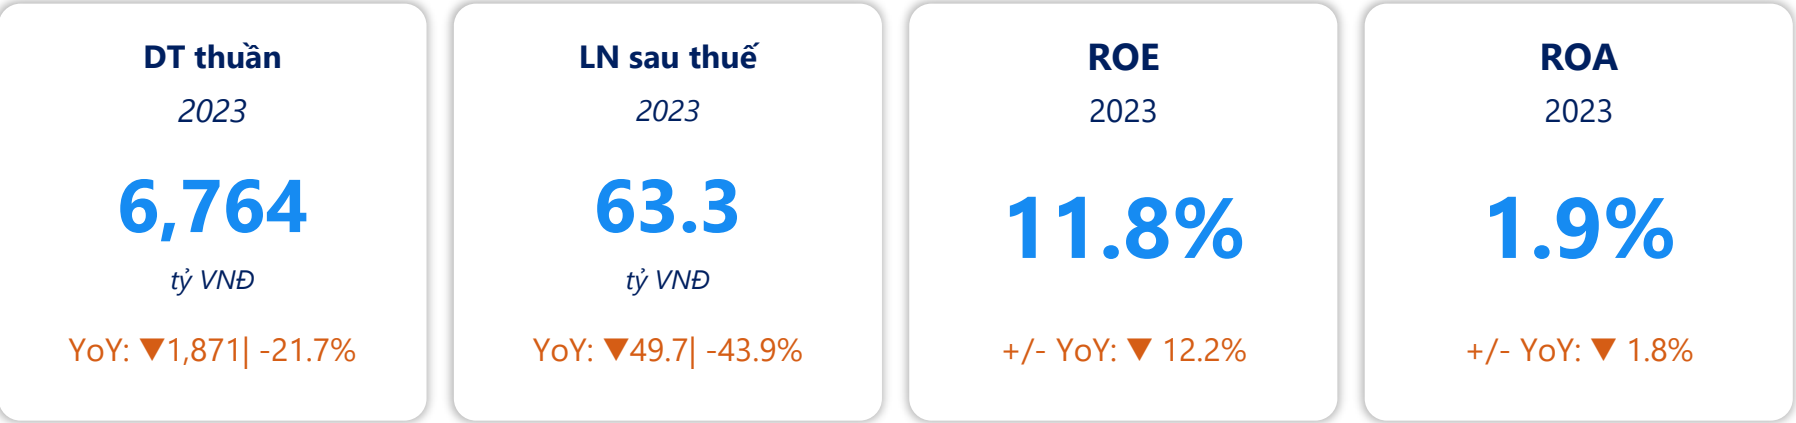 DT thuần
2023
6,764
tỷ VNĐ
YoY: ▼1,871| -21.7%
LN sau thuế
2023
63.3
tỷ VNĐ
YoY: ▼49.7| -43.9%
ROE
2023
11.8%
+/- YoY: ▼ 12.2%
ROA
2023
1.9%
+/- YoY: ▼ 1.8%